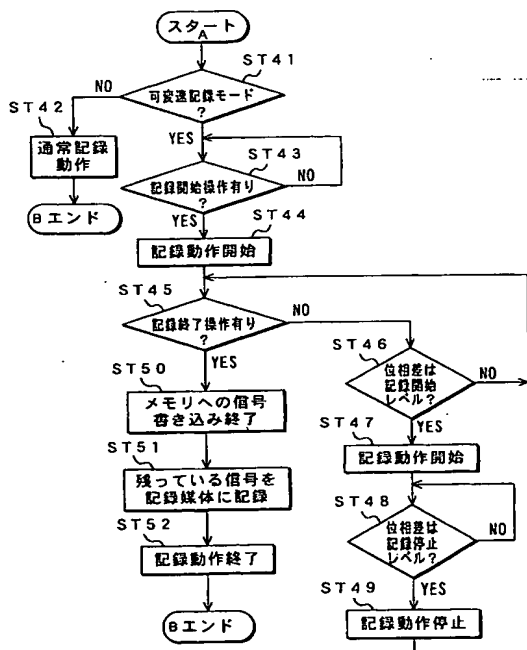 スタート
A
ST41
可変速記録モード
?
NO
YES
ST42
通常記録
動作
Bエンド
ST43
記録開始操作有り
?
NO
YES
ST44
記録動作開始
ST45
記録終了操作有り
?
NO
YES
ST46
位相差は
記録開始
レベル?
NO
YES
ST47
記録動作開始
ST48
位相差は
記録停止
レベル?
NO
YES
ST49
記録動作停止
ST50
メモリへの信号
書き込み終了
ST51
残っている信号を
記録媒体に記録
ST52
記録動作終了
Bエンド